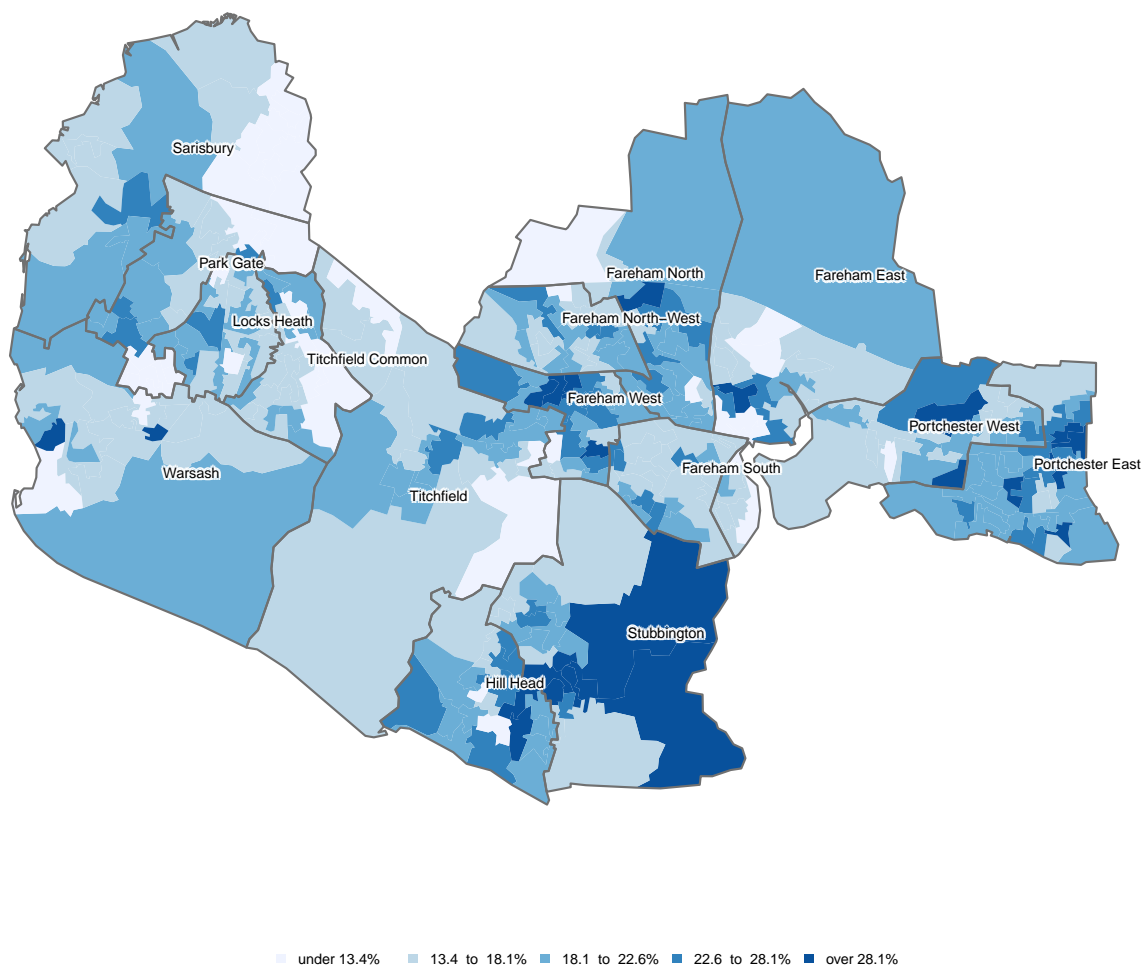 Sarisbury
Park Gate
Fareham North
Fareham East
Locks Heath
Fareham North−West
Titchfield Common
Fareham West
Portchester West
Warsash
Fareham South
Portchester East
Titchfield
Stubbington
Hill Head
under 13.4% 13.4 to 18.1% 18.1 to 22.6% 22.6 to 28.1% over 28.1%